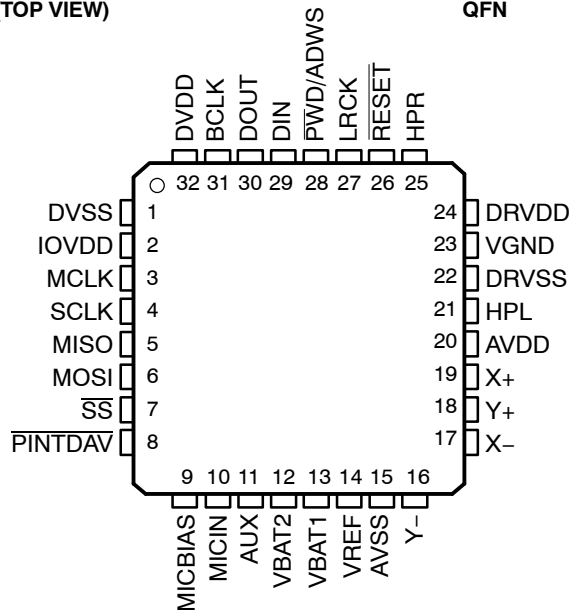 (TOP VIEW)
QFN
DVDD
BCLK
DOUT
DIN
PWD/ADWS
LRCK
RESET
HPR
32 31 30 29 28 27 26 25
DVSS 1
IOVDD 2
MCLK 3
SCLK 4
MISO 5
MOSI 6
SS 7
PINTDAV 8
24 DRVDD
23 VGND
22 DRVSS
21 HPL
20 AVDD
19 X+
18 Y+
17 X−
9 10 11 12 13 14 15 16
MICBIAS
MICIN
AUX
VBAT2
VBAT1
VREF
AVSS
Y−